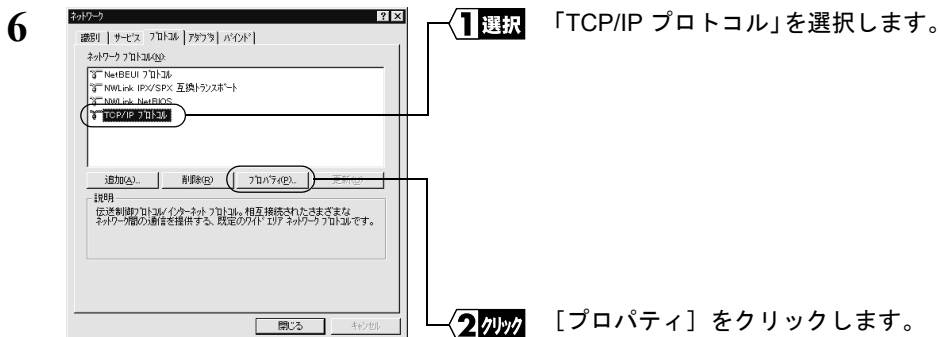 6
ネットワーク
識別 サービス プロトコル アダプタ バインド
ネットワーク プロトコル(N):
NetBEUI プロトコル
NWLink IPX/SPX 互換トランスポート
NWLink NetBIOS
TCP/IP プロトコル
追加(A)... 削除(R) プロパティ(P)... 更新(U)
説明
伝送制御プロトコル/インターネット プロトコル。相互接続されたさまざまな
ネットワーク間の通信を提供する、既定のワイド エリア ネットワーク プロトコルです。
閉じる キャンセル
1 選択 「TCP/IP プロトコル」を選択します。
2 クリック [プロパティ] をクリックします。